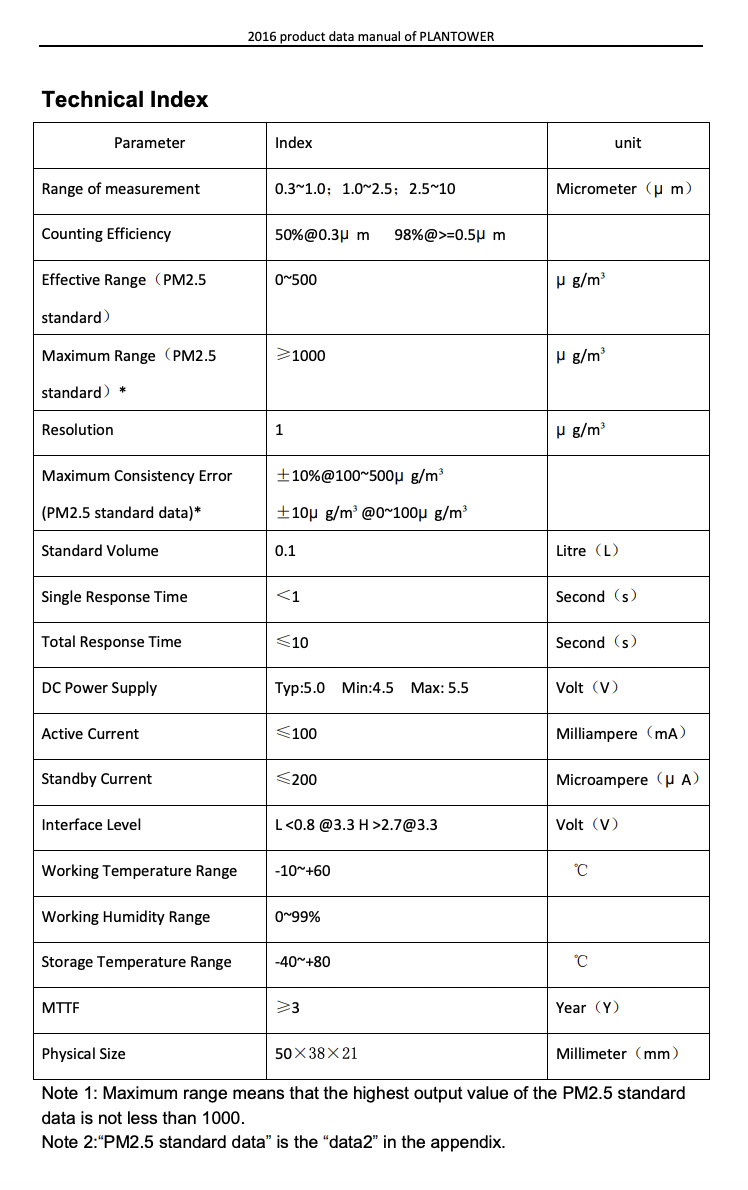 2016 product data manual of PLANTOWER
Technical Index
Parameter Index unit
Range of measurement 0.3~1.0；1.0~2.5；2.5~10 Micrometer（μ m）
Counting Efficiency 50%@0.3μ m 98%@>=0.5μ m
Effective Range（PM2.5 0~500 μ g/m³
standard）
Maximum Range（PM2.5 ≥1000 μ g/m³
standard）*
Resolution 1 μ g/m³
Maximum Consistency Error ±10%@100~500μ g/m³
(PM2.5 standard data)* ±10μ g/m³ @0~100μ g/m³
Standard Volume 0.1 Litre（L）
Single Response Time <1 Second（s）
Total Response Time ≤10 Second（s）
DC Power Supply Typ:5.0 Min:4.5 Max: 5.5 Volt（V）
Active Current ≤100 Milliampere（mA）
Standby Current ≤200 Microampere（μ A）
Interface Level L <0.8 @3.3 H >2.7@3.3 Volt（V）
Working Temperature Range -10~+60 ℃
Working Humidity Range 0~99%
Storage Temperature Range -40~+80 ℃
MTTF ≥3 Year（Y）
Physical Size 50×38×21 Millimeter（mm）
Note 1: Maximum range means that the highest output value of the PM2.5 standard
data is not less than 1000.
Note 2:“PM2.5 standard data” is the “data2” in the appendix.